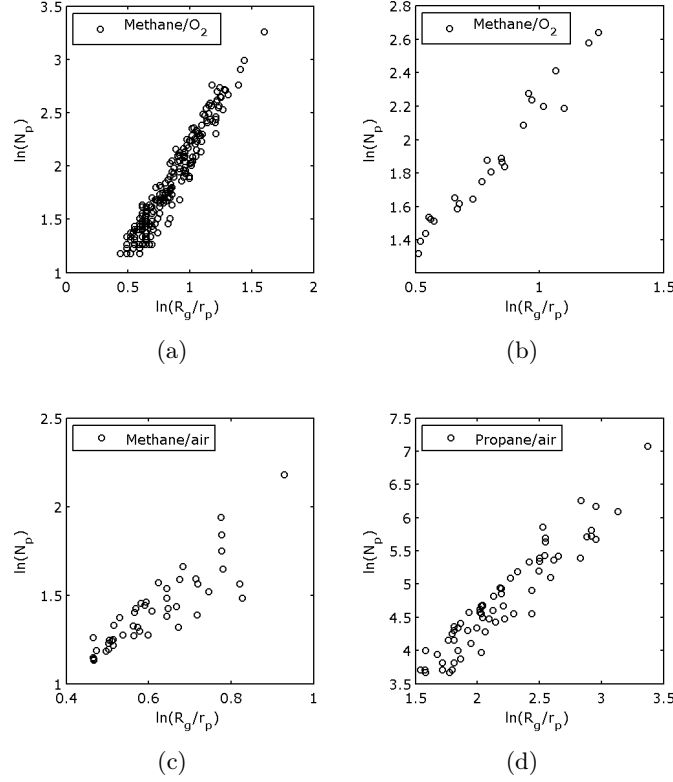 Methane/O2
ln(Np)
3.5
3
2.5
2
1.5
1
0
0.5
1
1.5
2
ln(Rg/rp)
(a)
Methane/O2
ln(Np)
2.8
2.6
2.4
2.2
2
1.8
1.6
1.4
0.5
1
1.5
ln(Rg/rp)
(b)
Methane/air
ln(Np)
2.5
2
1.5
1
0.4
0.6
0.8
1
ln(Rg/rp)
(c)
Propane/air
ln(Np)
7.5
7
6.5
6
5.5
5
4.5
4
3.5
1.5
2
2.5
3
3.5
ln(Rg/rp)
(d)